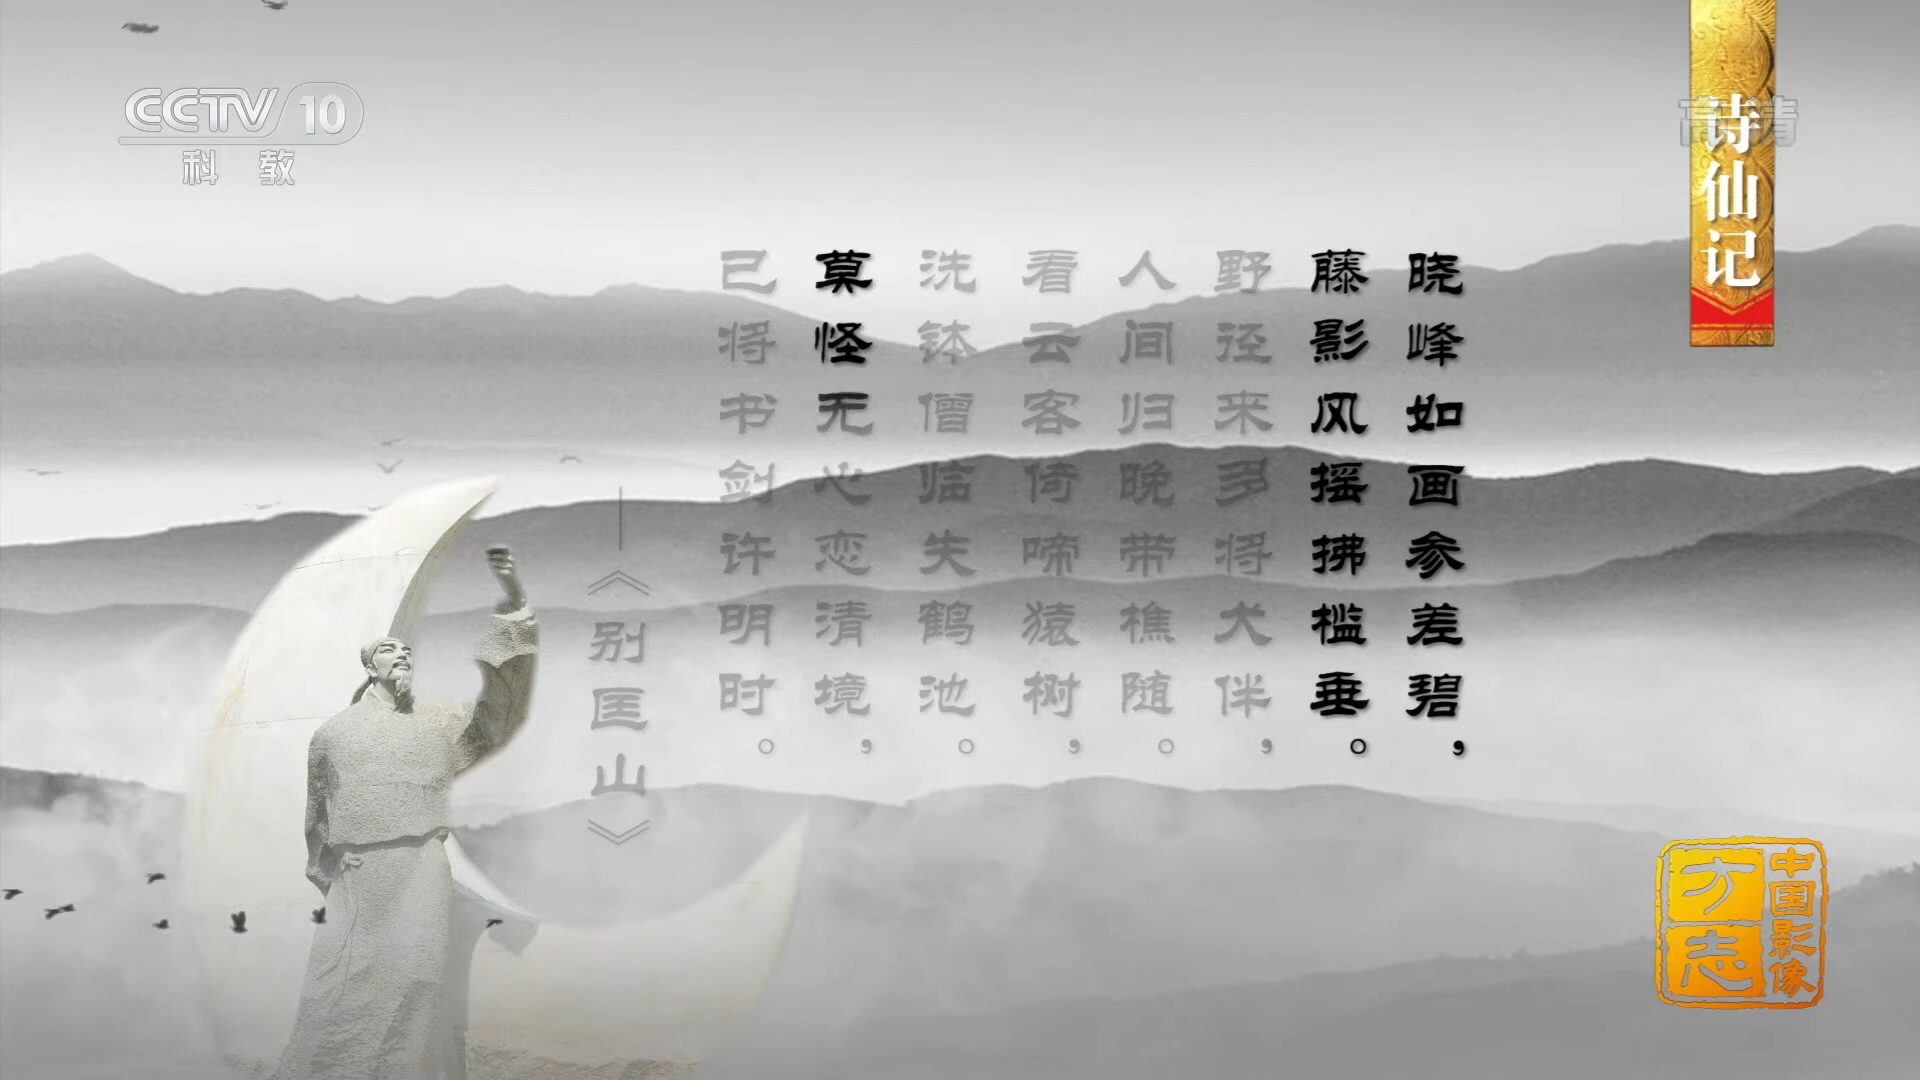 CCTV 10
科 教
高清
诗仙记
晓峰如画参差碧，
藤影风摇拂槛垂。
野径来多将犬伴，
人间归晚带樵随。
看云客倚啼猿树，
洗钵僧临失鹤池。
莫怪无心恋清境，
已将书剑许明时。
——《别匡山》
中国影像
方志